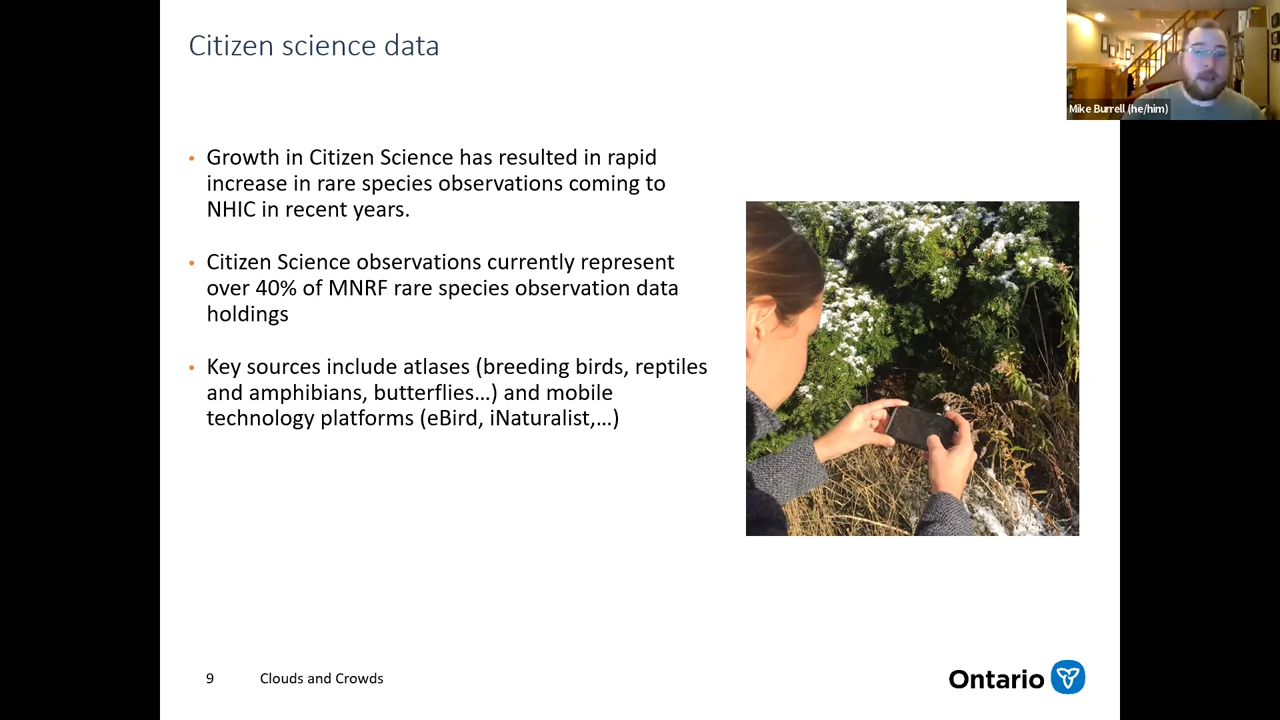 Citizen science data
Mike Burrell (he/him)
• Growth in Citizen Science has resulted in rapid
increase in rare species observations coming to
NHIC in recent years.
• Citizen Science observations currently represent
over 40% of MNRF rare species observation data
holdings
• Key sources include atlases (breeding birds, reptiles
and amphibians, butterflies…) and mobile
technology platforms (eBird, iNaturalist,…)
9 Clouds and Crowds
Ontario